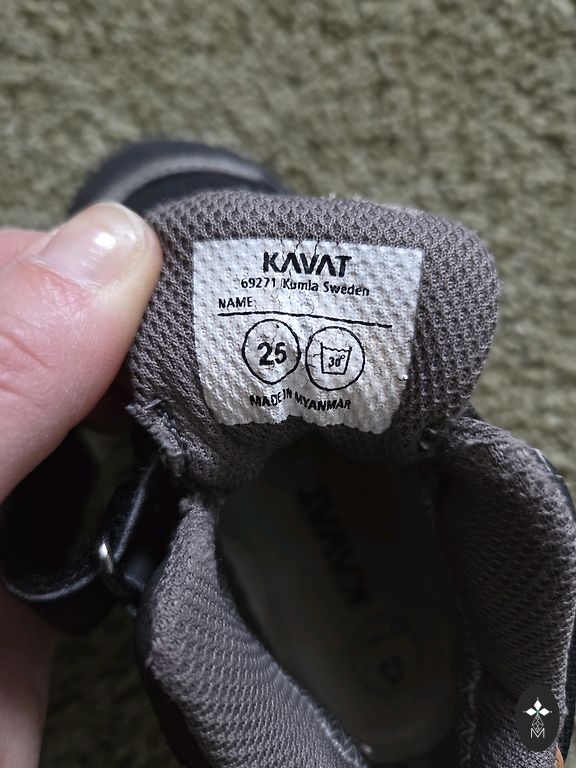 KAVAT
69271 Kumla Sweden
NAME
25
30°
MADE IN MYANMAR
KAVAT
M